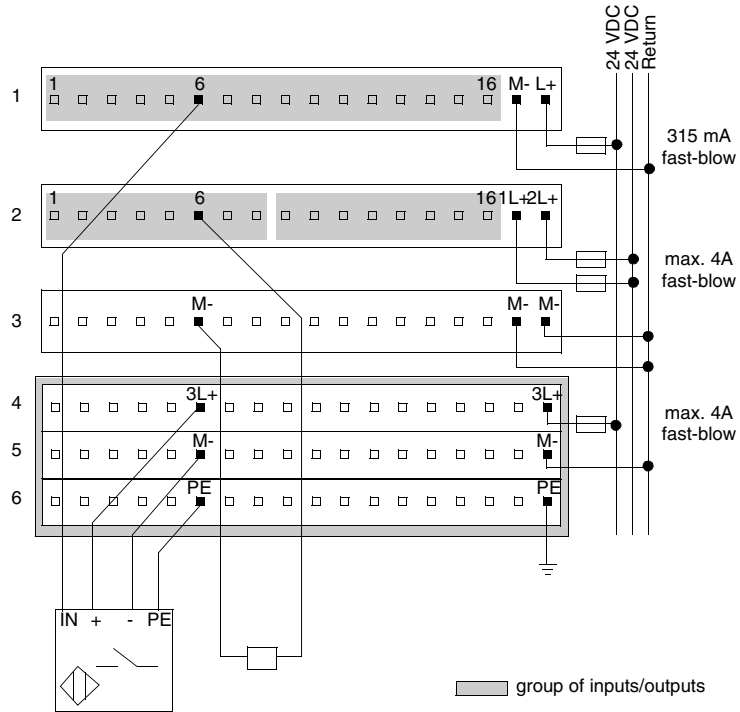 24 VDC
24 VDC
Return
1 6 16 M- L+
1
315 mA
fast-blow
1 6 16 1L+ 2L+
2
max. 4A
fast-blow
M- M- M-
3
3L+ 3L+
4
max. 4A
fast-blow
M- M-
5
PE PE
6
IN + - PE
group of inputs/outputs